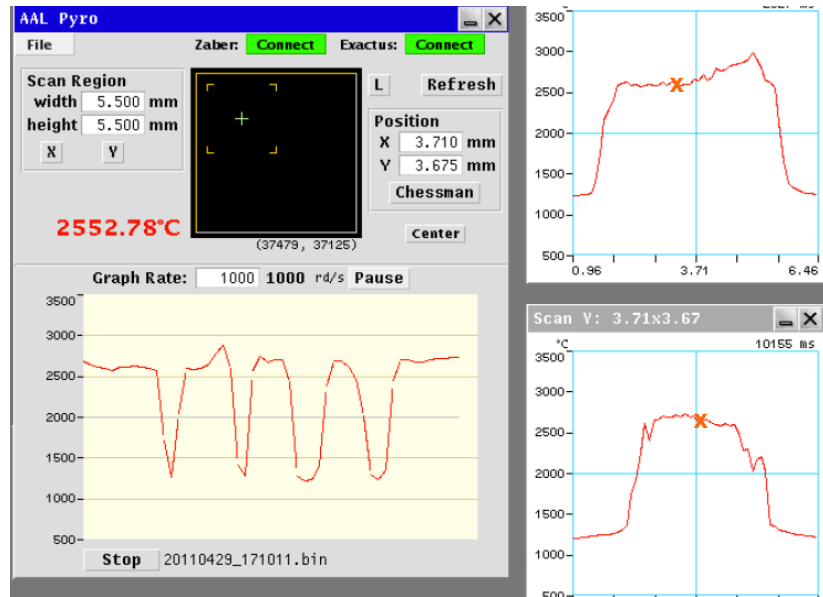 AAL Pyro
File Zaber: Connect Exactus: Connect
Scan Region
width 5.500 mm
height 5.500 mm
X Y
L Refresh
Position
X 3.710 mm
Y 3.675 mm
Chessman
2552.78°C
Center
(37479, 37125)
Graph Rate: 1000 1000 rd/s Pause
3500
3000
2500
2000
1500
1000
500
Stop 20110429_171011.bin
3500
3000
2500
2000
1500
1000
500
0.96 3.71 6.46
X
Scan Y: 3.71x3.67
°C 10155 ms
3500
3000
2500
2000
1500
1000
500
X